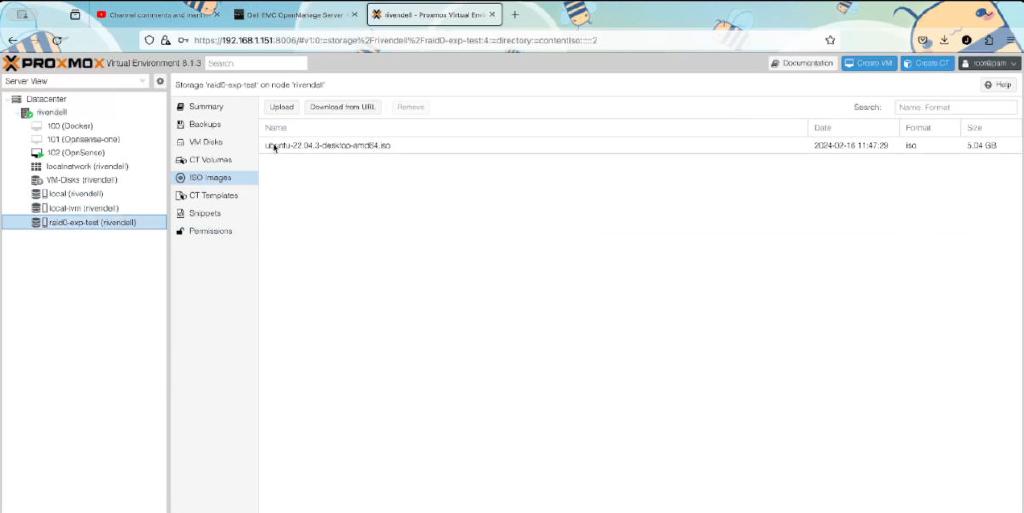 Channel comments and ment
Dell EMC OpenManage Server
rivendell - Proxmox Virtual Envi
https://192.168.1.151:8006/#v1:0:=storage%2Frivendell%2Fraid0-exp-test:4:=directory:=contentIso:::::2
PROXMOX Virtual Environment 8.1.3
Search
Documentation
Create VM
Create CT
root@pam
Server View
Storage 'raid0-exp-test' on node 'rivendell'
Help
Datacenter
rivendell
100 (Docker)
101 (Opnsense-one)
102 (OpnSense)
localnetwork (rivendell)
VM-Disks (rivendell)
local (rivendell)
local-lvm (rivendell)
raid0-exp-test (rivendell)
Summary
Backups
VM Disks
CT Volumes
ISO Images
CT Templates
Snippets
Permissions
Upload
Download from URL
Remove
Search:
Name, Format
Name
Date
Format
Size
ubuntu-22.04.3-desktop-amd64.iso
2024-02-16 11:47:29
iso
5.04 GB